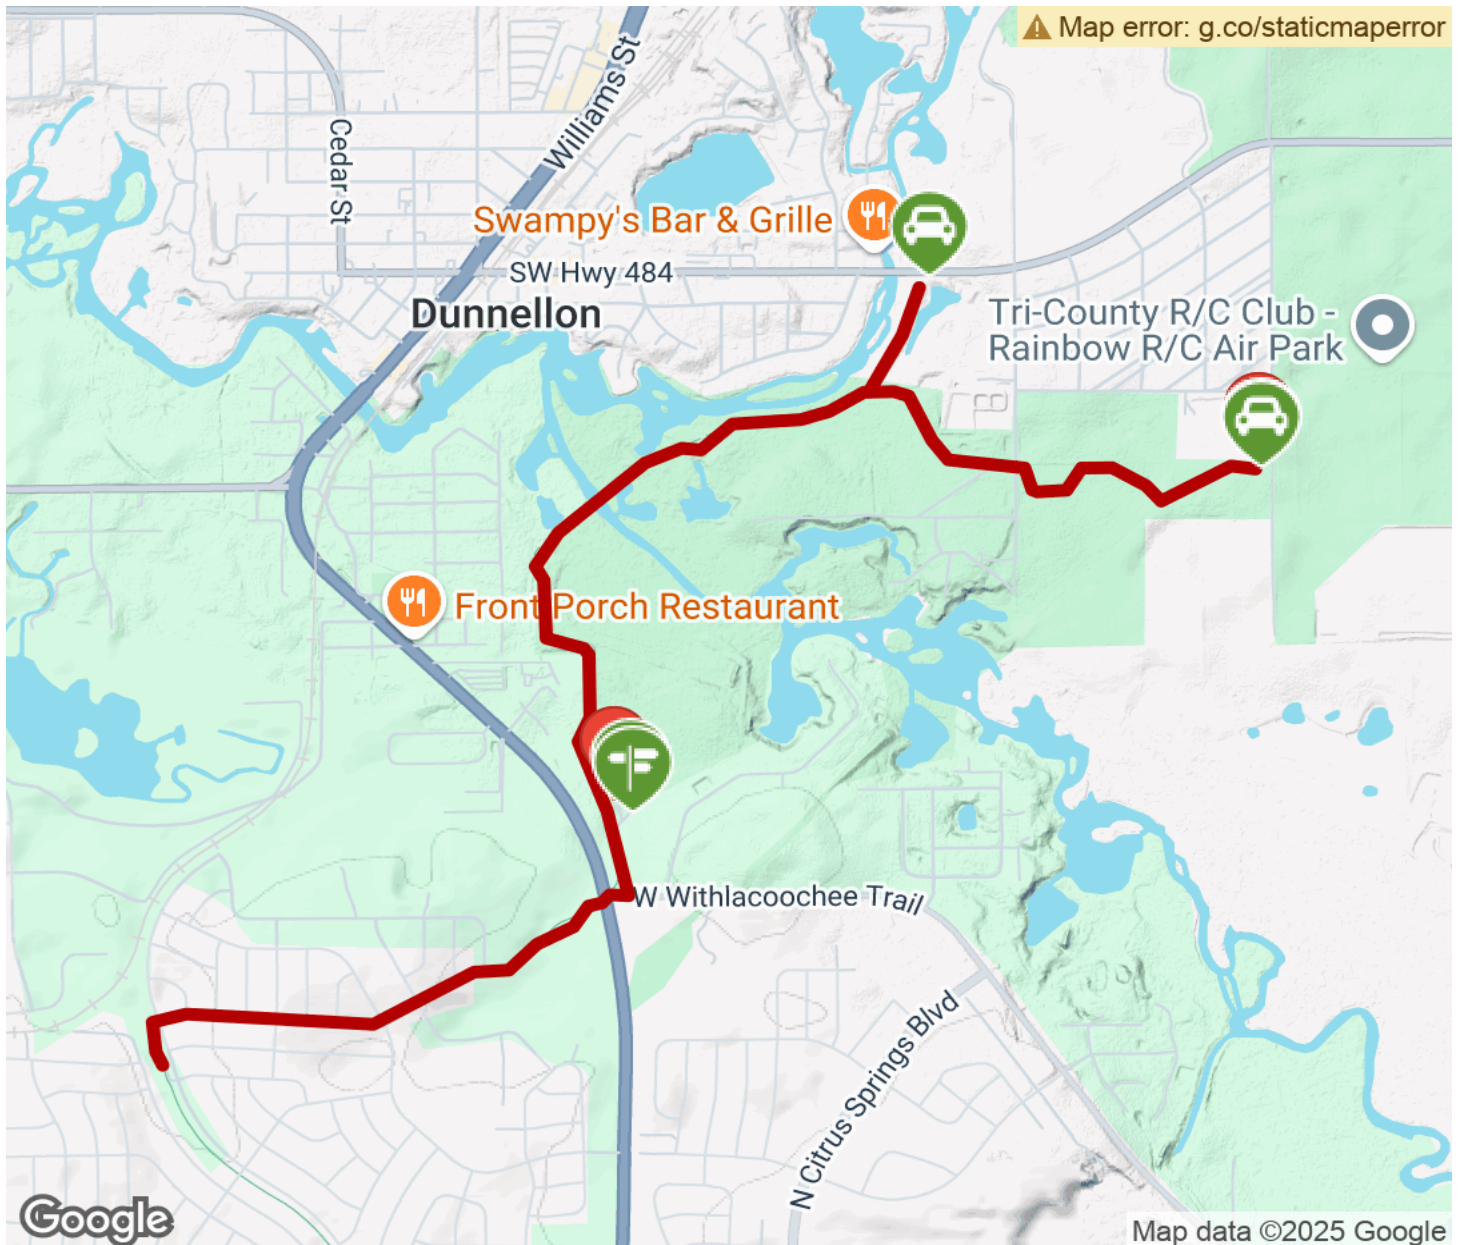 Map error: g.co/staticmaperror
Williams St
Cedar St
Swampy's Bar & Grille
SW Hwy 484
Dunnellon
Tri-County R/C Club -
Rainbow R/C Air Park
Front Porch Restaurant
W Withlacoochee Trail
N Citrus Springs Blvd
Google
Map data ©2025 Google